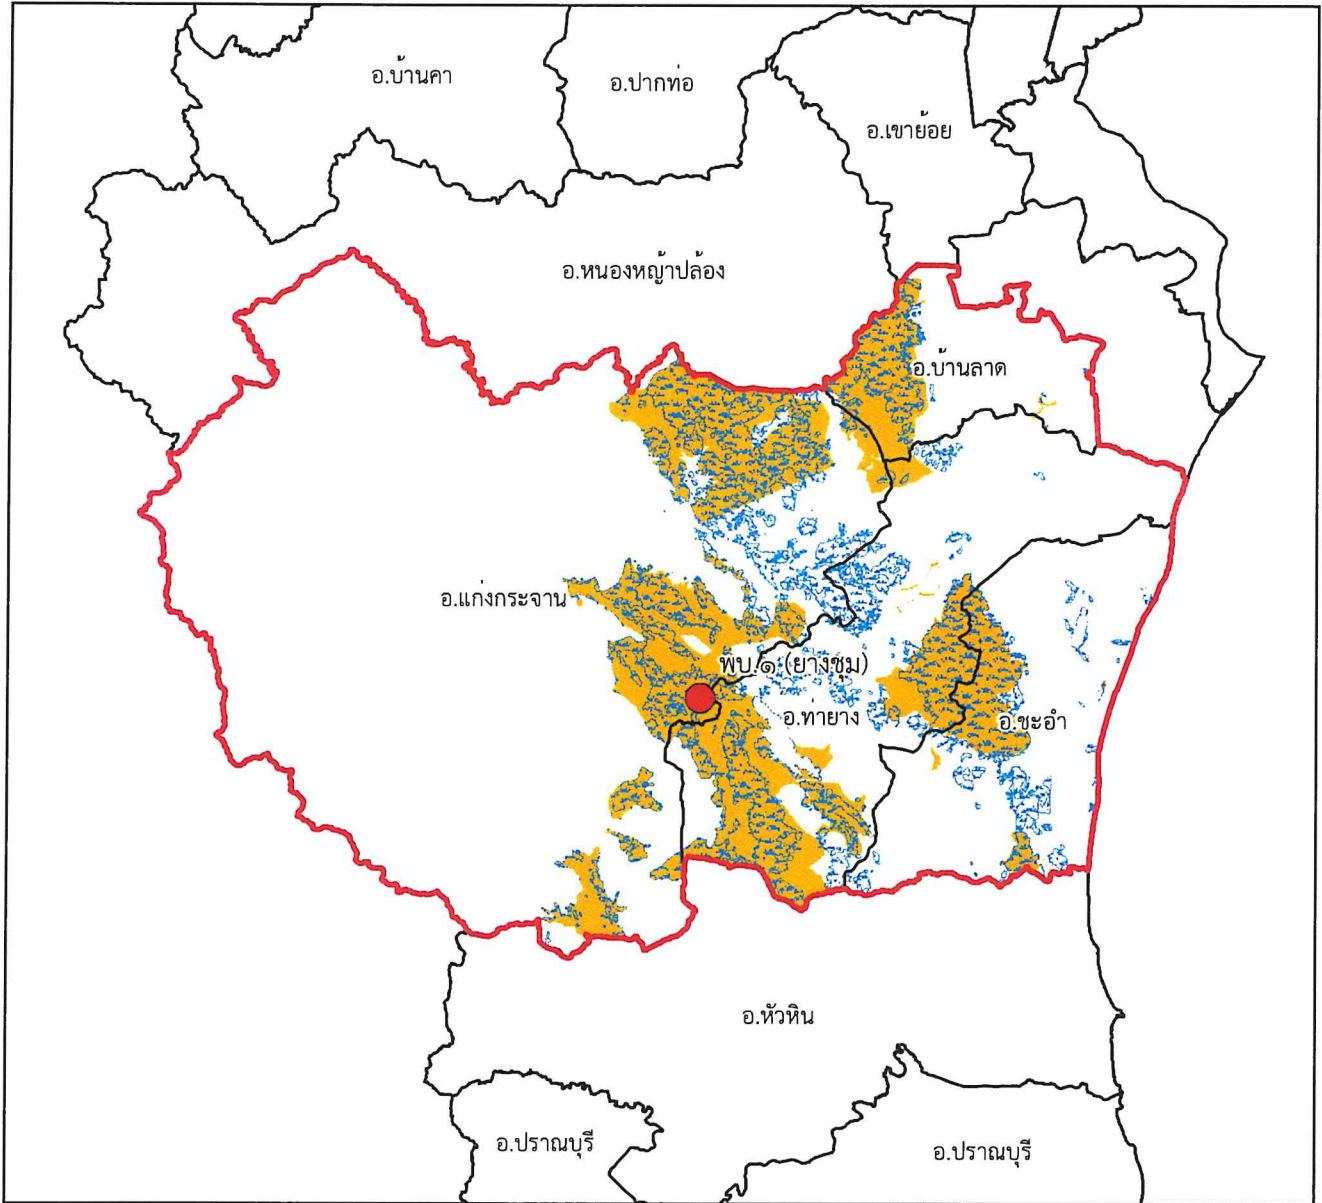 อ.บ้านคา
อ.ปากท่อ
อ.เขาย้อย
อ.หนองหญ้าปล้อง
อ.บ้านลาด
อ.แก่งกระจาน
พบ.๑ (ยางชุม)
อ.ท่ายาง
อ.ชะอำ
อ.หัวหิน
อ.ปราณบุรี
อ.ปราณบุรี